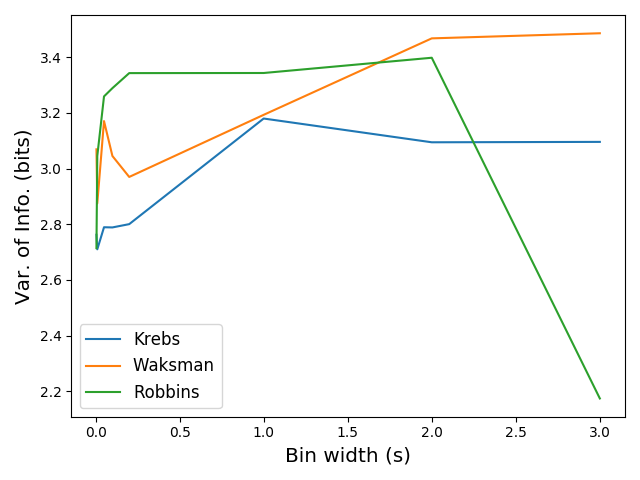 3.4
3.2
3.0
2.8
2.6
2.4
2.2
Var. of Info. (bits)
Krebs
Waksman
Robbins
0.0 0.5 1.0 1.5 2.0 2.5 3.0
Bin width (s)